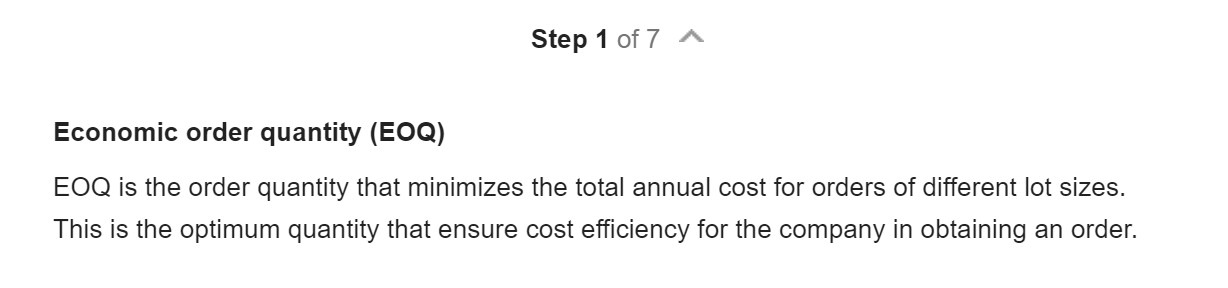 Step 1 of 7
Economic order quantity (EOQ)
EOQ is the order quantity that minimizes the total annual cost for orders of different lot sizes.
This is the optimum quantity that ensure cost efficiency for the company in obtaining an order.